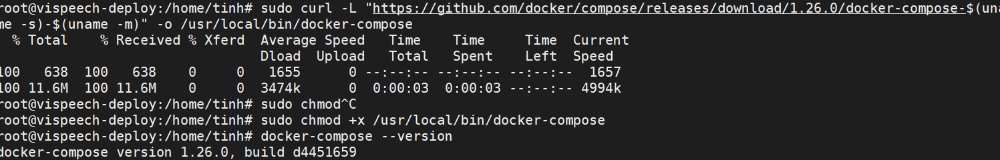 root@vispeech-deploy:/home/tinh# sudo curl -L "https://github.com/docker/compose/releases/download/1.26.0/docker-compose-$(una
me -s)-$(uname -m)" -o /usr/local/bin/docker-compose
% Total % Received % Xferd Average Speed Time Time Time Current
Dload Upload Total Spent Left Speed
100 638 100 638 0 0 1655 0 --:--:-- --:--:-- --:--:-- 1657
100 11.6M 100 11.6M 0 0 3474k 0 0:00:03 0:00:03 --:--:-- 4994k
root@vispeech-deploy:/home/tinh# sudo chmod^C
root@vispeech-deploy:/home/tinh# sudo chmod +x /usr/local/bin/docker-compose
root@vispeech-deploy:/home/tinh# docker-compose --version
docker-compose version 1.26.0, build d4451659